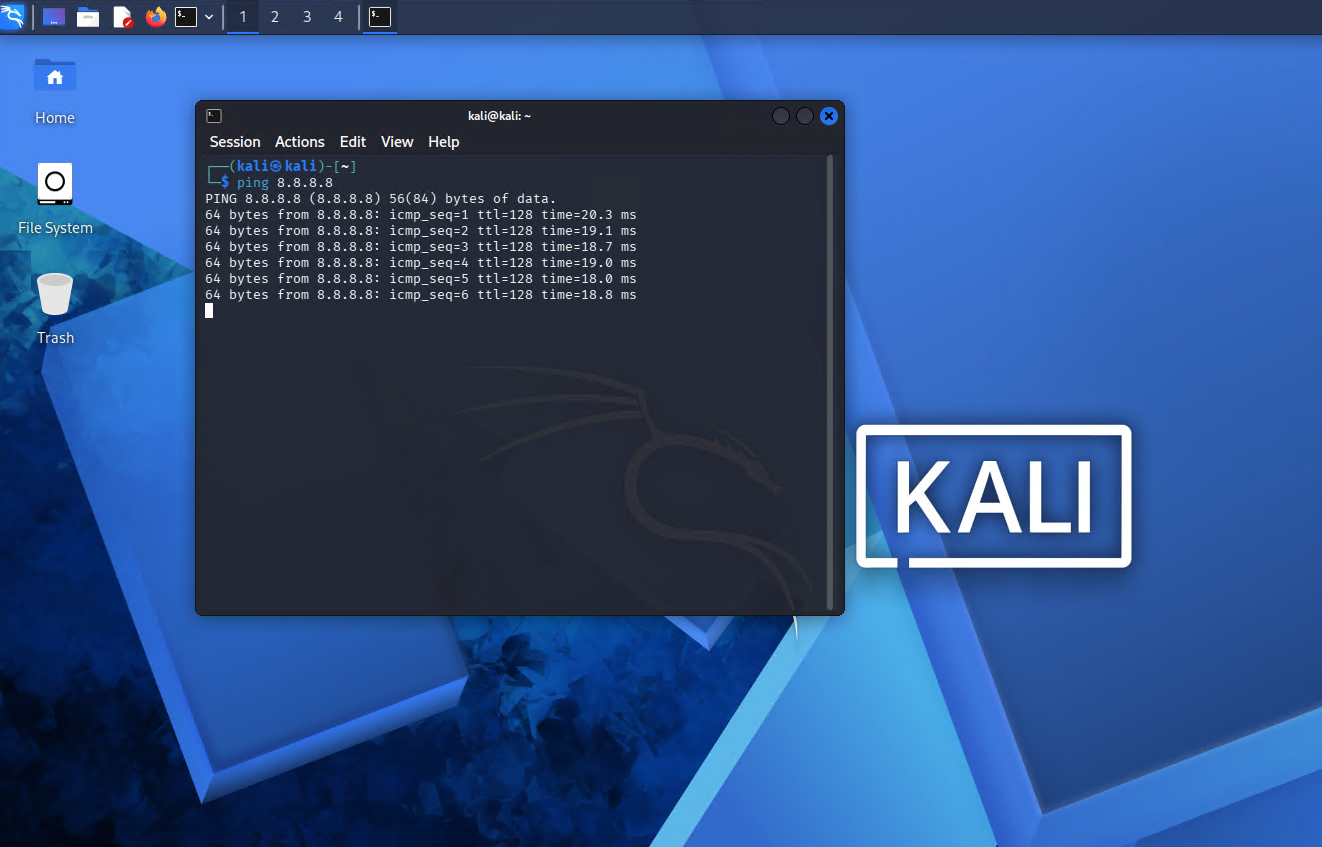 1 2 3 4
Home
File System
Trash
kali@kali: ~
Session Actions Edit View Help
┌──(kali㉿kali)-[~]
└─$ ping 8.8.8.8
PING 8.8.8.8 (8.8.8.8) 56(84) bytes of data.
64 bytes from 8.8.8.8: icmp_seq=1 ttl=128 time=20.3 ms
64 bytes from 8.8.8.8: icmp_seq=2 ttl=128 time=19.1 ms
64 bytes from 8.8.8.8: icmp_seq=3 ttl=128 time=18.7 ms
64 bytes from 8.8.8.8: icmp_seq=4 ttl=128 time=19.0 ms
64 bytes from 8.8.8.8: icmp_seq=5 ttl=128 time=18.0 ms
64 bytes from 8.8.8.8: icmp_seq=6 ttl=128 time=18.8 ms
KALI